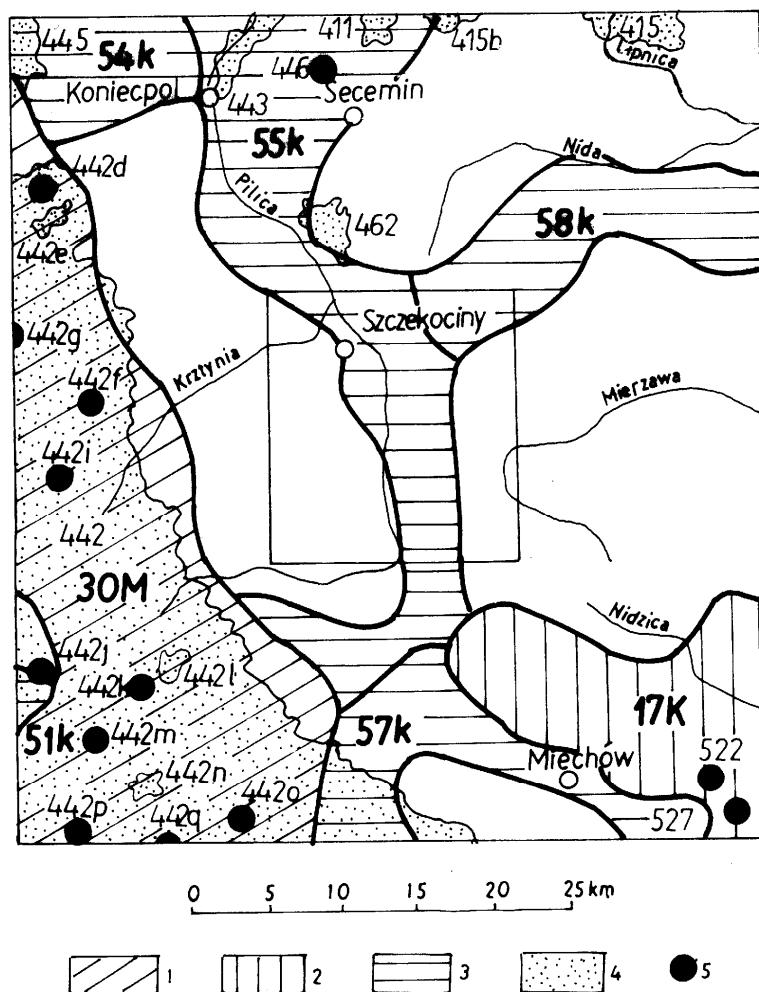 445
54k
411
415b
415
Lipnica
446
Koniecpol
443
Secemin
55k
Nida
442d
Pilica
462
58k
442e
Szczekociny
442g
Krztynia
442f
Mierzawa
442i
442
30M
Nidzica
442j
442k
442l
17K
51k
442m
57k
Miechów
522
442n
442o
442p
442q
527
0 5 10 15 20 25 km
1 2 3 4 5